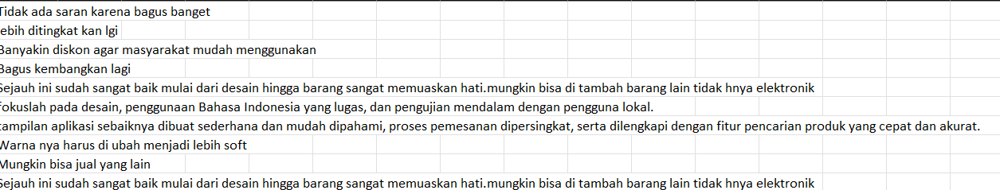 Tidak ada saran karena bagus banget
lebih ditingkat kan lgi
Banyakin diskon agar masyarakat mudah menggunakan
Bagus kembangkan lagi
Sejauh ini sudah sangat baik mulai dari desain hingga barang sangat memuaskan hati.mungkin bisa di tambah barang lain tidak hnya elektronik
fokuslah pada desain, penggunaan Bahasa Indonesia yang lugas, dan pengujian mendalam dengan pengguna lokal.
tampilan aplikasi sebaiknya dibuat sederhana dan mudah dipahami, proses pemesanan dipersingkat, serta dilengkapi dengan fitur pencarian produk yang cepat dan akurat.
Warna nya harus di ubah menjadi lebih soft
Mungkin bisa jual yang lain
Sejauh ini sudah sangat baik mulai dari desain hingga barang sangat memuaskan hati.mungkin bisa di tambah barang lain tidak hnya elektronik